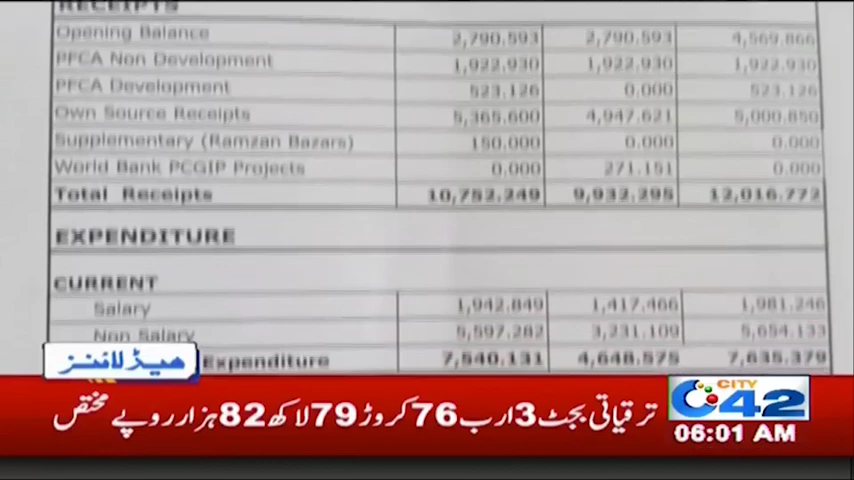 RECEIPTS
Opening Balance 2,790.593 2,790.593 4,569.866
PFCA Non Development 1,922.930 1,922.930 1,922.930
PFCA Development 523.126 0.000 523.126
Own Source Receipts 5,365.600 4,947.621 5,000.850
Supplementary (Ramzan Bazars) 150.000 0.000 0.000
World Bank PCGIP Projects 0.000 271.151 0.000
Total Receipts 10,752.249 9,932.295 12,016.772
EXPENDITURE
CURRENT
Salary 1,942.849 1,417.466 1,981.246
Non Salary 5,597.282 3,231.109 5,654.133
Expenditure 7,540.131 4,648.575 7,635.379
ہیڈلائنز
ترقیاتی بجٹ 3 ارب 76 کروڑ 79 لاکھ 82 ہزار روپے مختص
CITY
42
06:01 AM